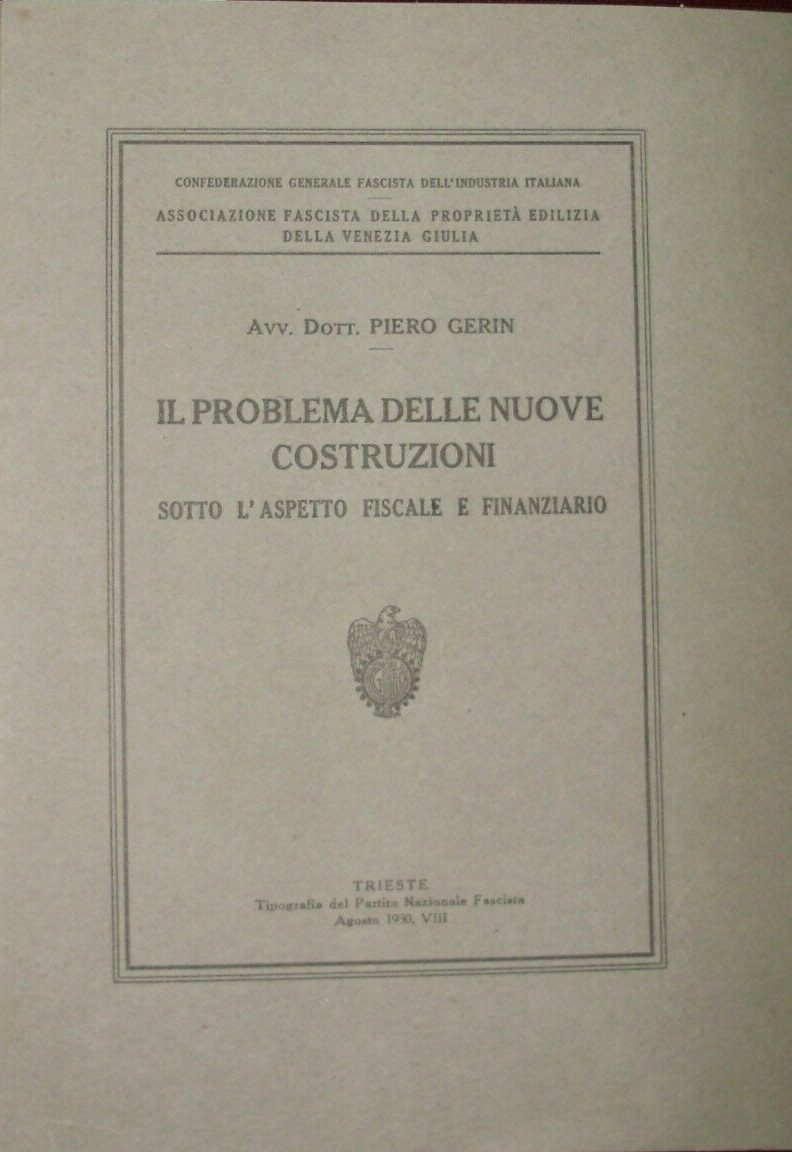 CONFEDERAZIONE GENERALE FASCISTA DELL'INDUSTRIA ITALIANA
ASSOCIAZIONE FASCISTA DELLA PROPRIETÀ EDILIZIA
DELLA VENEZIA GIULIA
AVV. DOTT. PIERO GERIN
IL PROBLEMA DELLE NUOVE
COSTRUZIONI
SOTTO L'ASPETTO FISCALE E FINANZIARIO
TRIESTE
Tipografia del Partito Nazionale Fascista
Agosto 1930, VIII